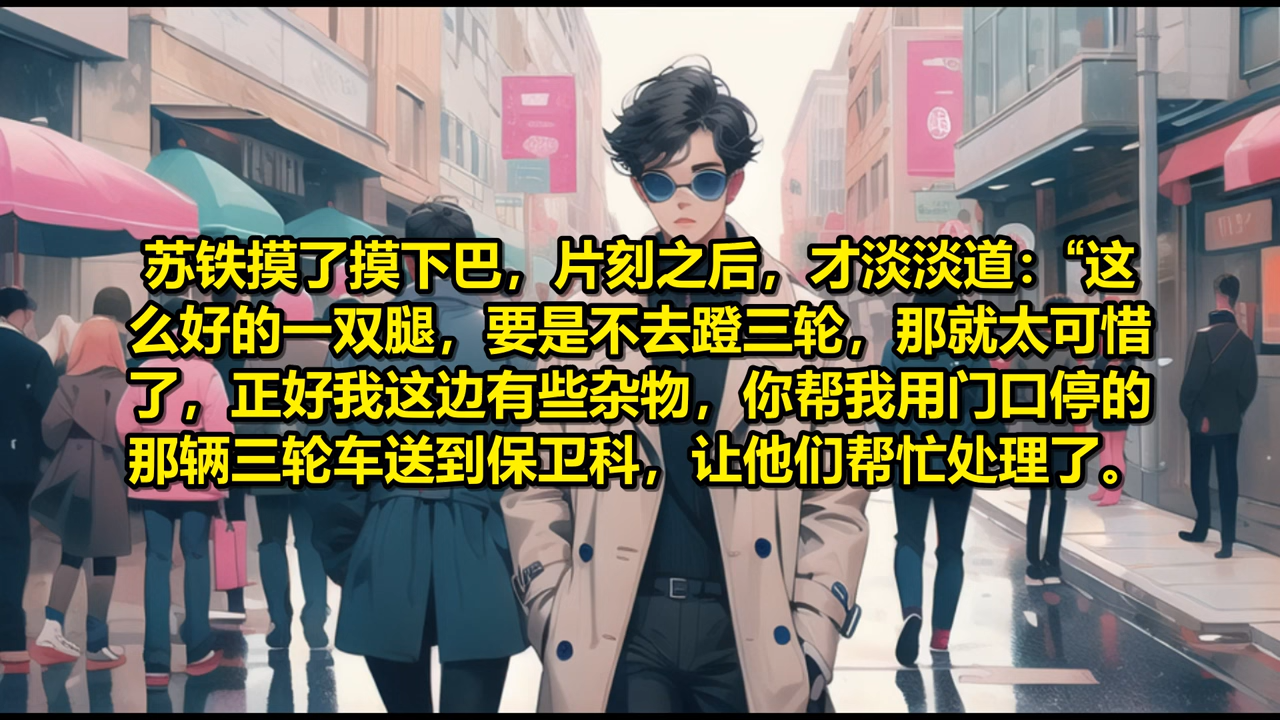 苏铁摸了摸下巴，片刻之后，才淡淡道：“这
么好的一双腿，要是不去蹬三轮，那就太可惜
了，正好我这边有些杂物，你帮我用门口停的
那辆三轮车送到保卫科，让他们帮忙处理了。